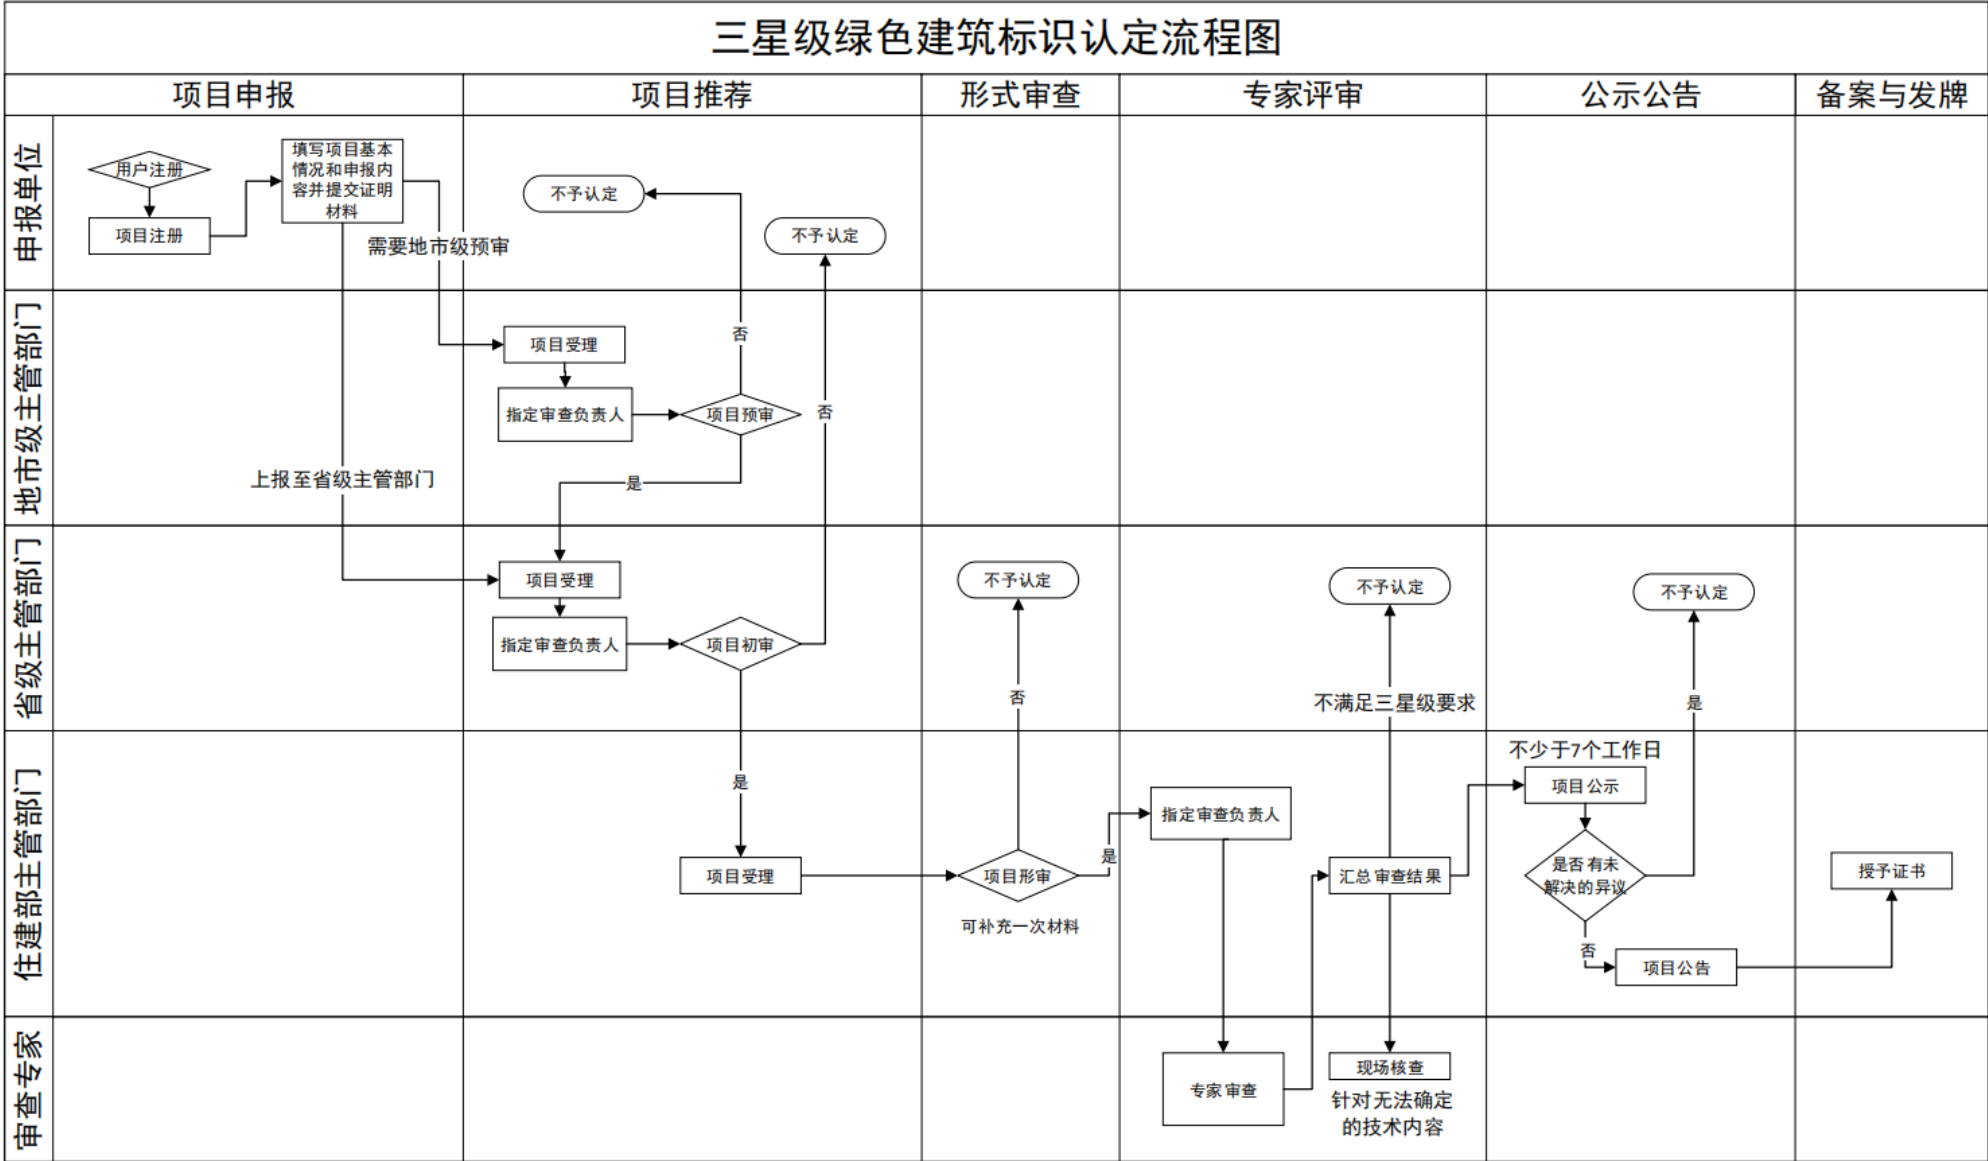 三星级绿色建筑标识认定流程图
项目申报
项目推荐
形式审查
专家评审
公示公告
备案与发牌
申报单位
用户注册
项目注册
填写项目基本
情况和申报内
容并提交证明
材料
需要地市级预审
不予认定
不予认定
地市级主管部门
项目受理
指定审查负责人
项目预审
否
否
是
上报至省级主管部门
省级主管部门
项目受理
指定审查负责人
项目初审
不予认定
否
不予认定
不满足三星级要求
不予认定
是
住建部主管部门
是
项目受理
项目形审
可补充一次材料
是
指定审查负责人
汇总审查结果
不少于7个工作日
项目公示
是否有未
解决的异议
否
项目公告
授予证书
审查专家
专家审查
现场核查
针对无法确定
的技术内容